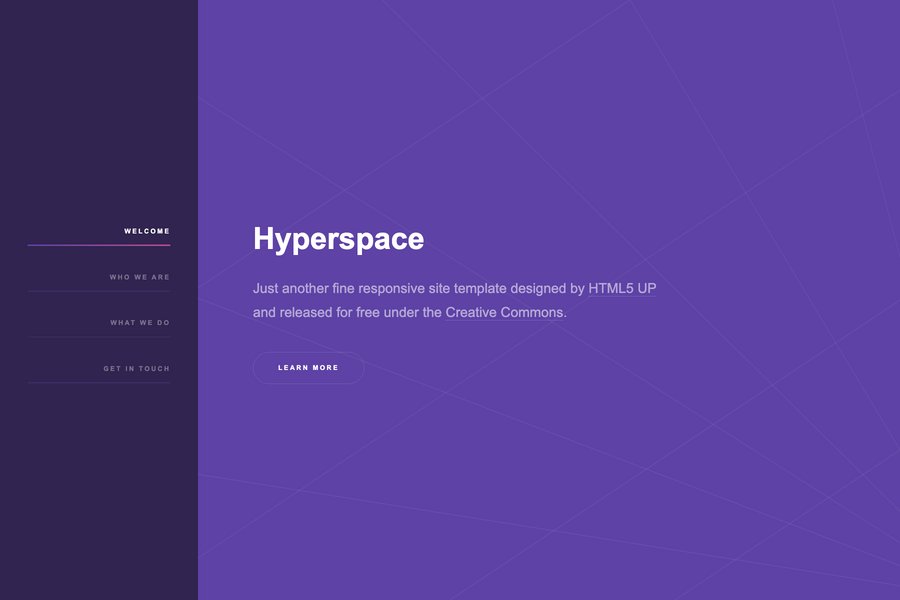 WELCOME
WHO WE ARE
WHAT WE DO
GET IN TOUCH
Hyperspace
Just another fine responsive site template designed by HTML5 UP
and released for free under the Creative Commons.
LEARN MORE